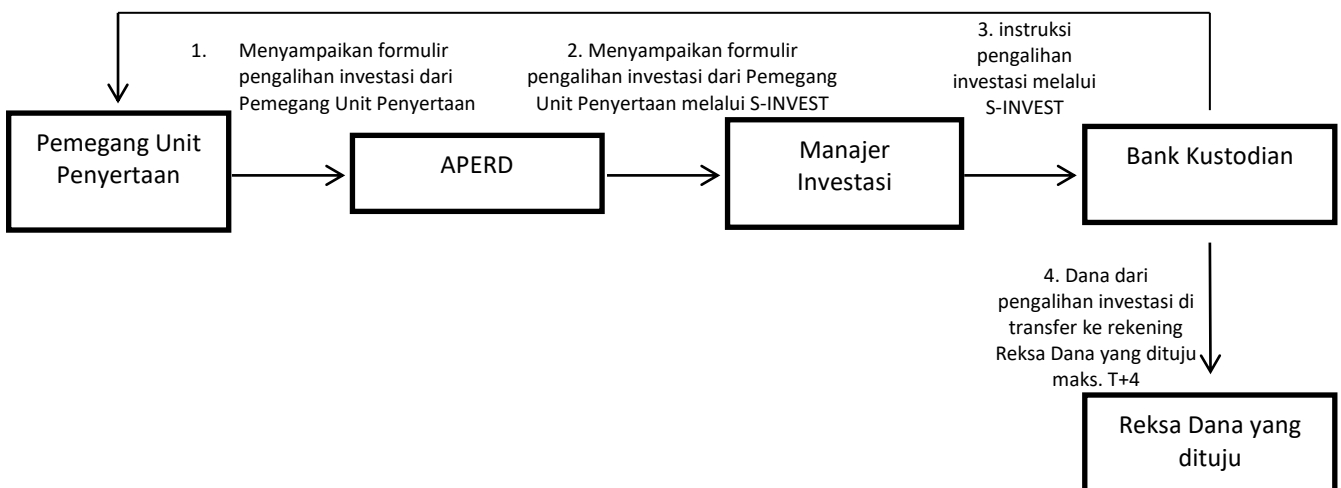 1. Menyampaikan formulir
pengalihan investasi dari
Pemegang Unit Penyertaan
2. Menyampaikan formulir
pengalihan investasi dari Pemegang
Unit Penyertaan melalui S-INVEST
3. instruksi
pengalihan
investasi melalui
S-INVEST
Pemegang Unit
Penyertaan
APERD
Manajer
Investasi
Bank Kustodian
4. Dana dari
pengalihan investasi di
transfer ke rekening
Reksa Dana yang dituju
maks. T+4
Reksa Dana yang
dituju